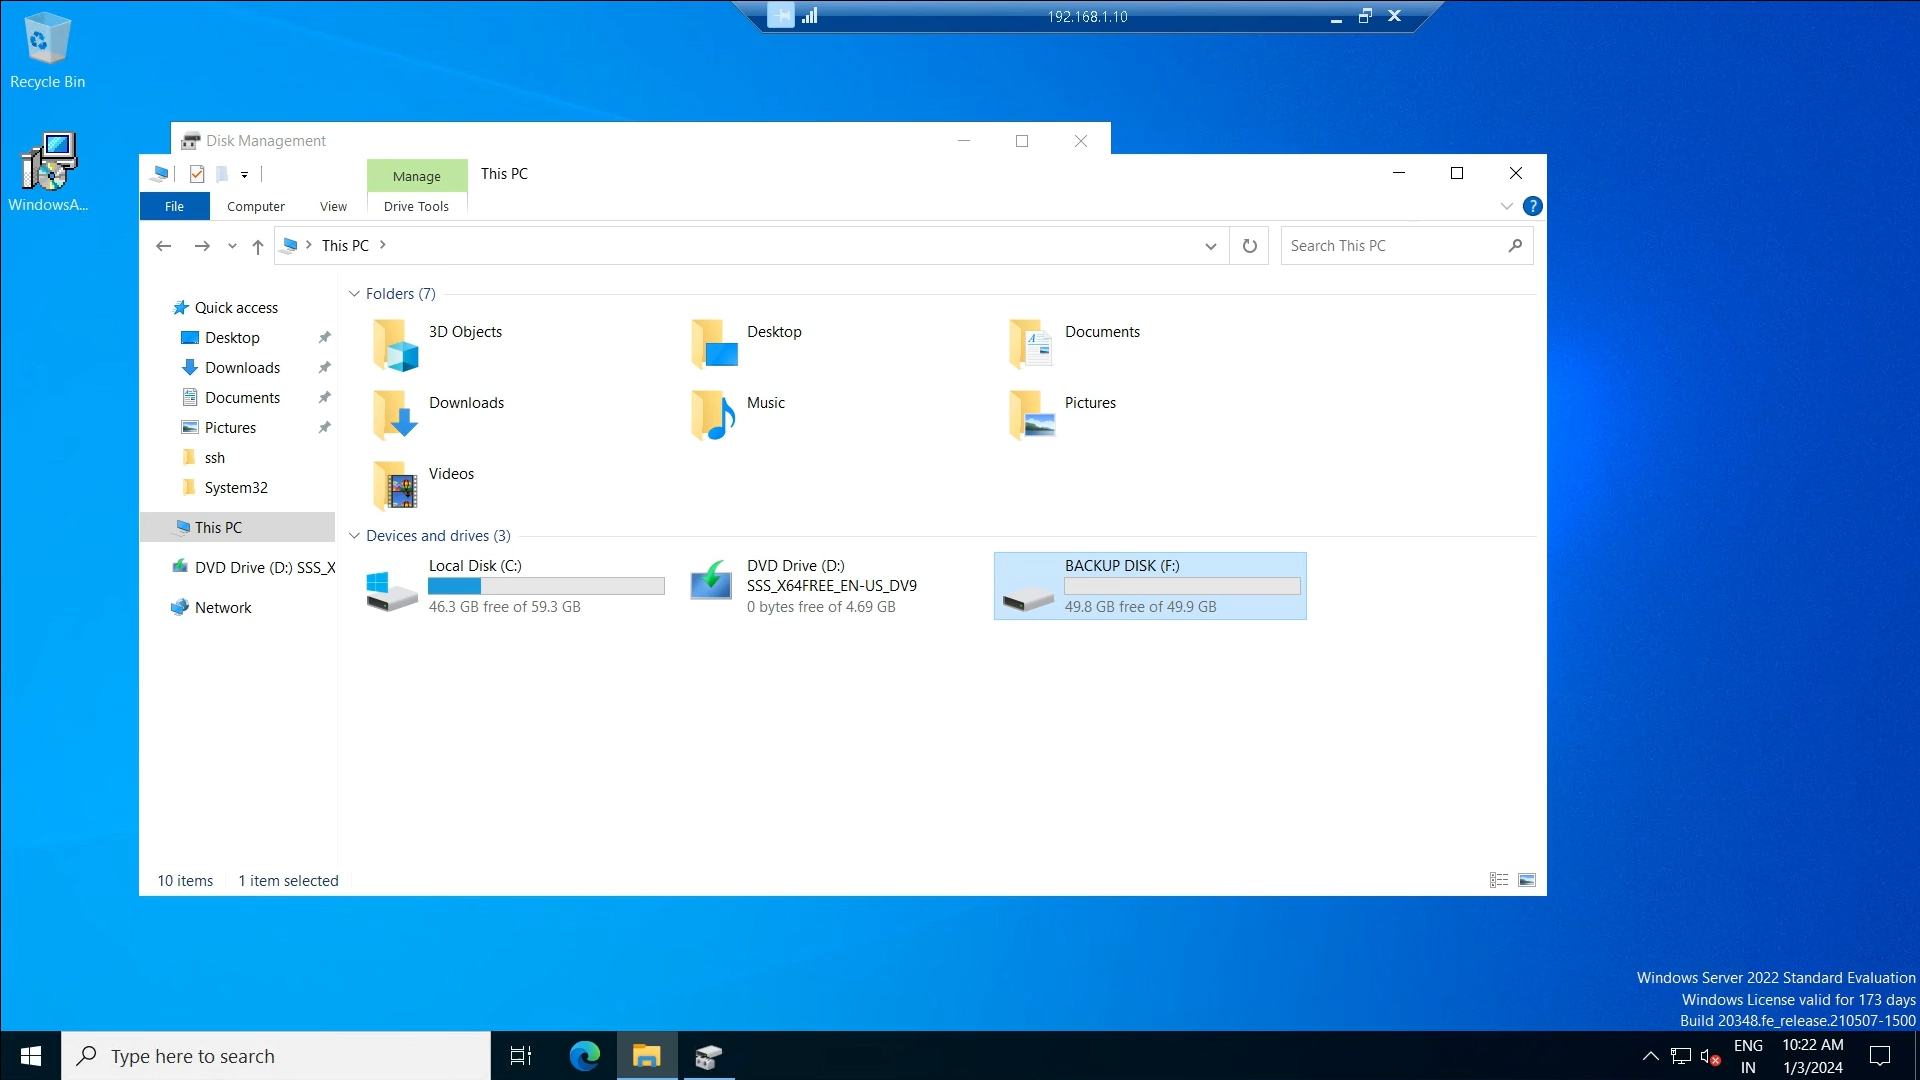 192.168.1.10
Recycle Bin
WindowsA...
Disk Management
Manage
This PC
File
Computer
View
Drive Tools
This PC
Search This PC
Quick access
Desktop
Downloads
Documents
Pictures
ssh
System32
This PC
DVD Drive (D:) SSS_X
Network
Folders (7)
3D Objects
Desktop
Documents
Downloads
Music
Pictures
Videos
Devices and drives (3)
Local Disk (C:)
46.3 GB free of 59.3 GB
DVD Drive (D:)
SSS_X64FREE_EN-US_DV9
0 bytes free of 4.69 GB
BACKUP DISK (F:)
49.8 GB free of 49.9 GB
10 items
1 item selected
Windows Server 2022 Standard Evaluation
Windows License valid for 173 days
Build 20348.fe_release.210507-1500
Type here to search
ENG
IN
10:22 AM
1/3/2024